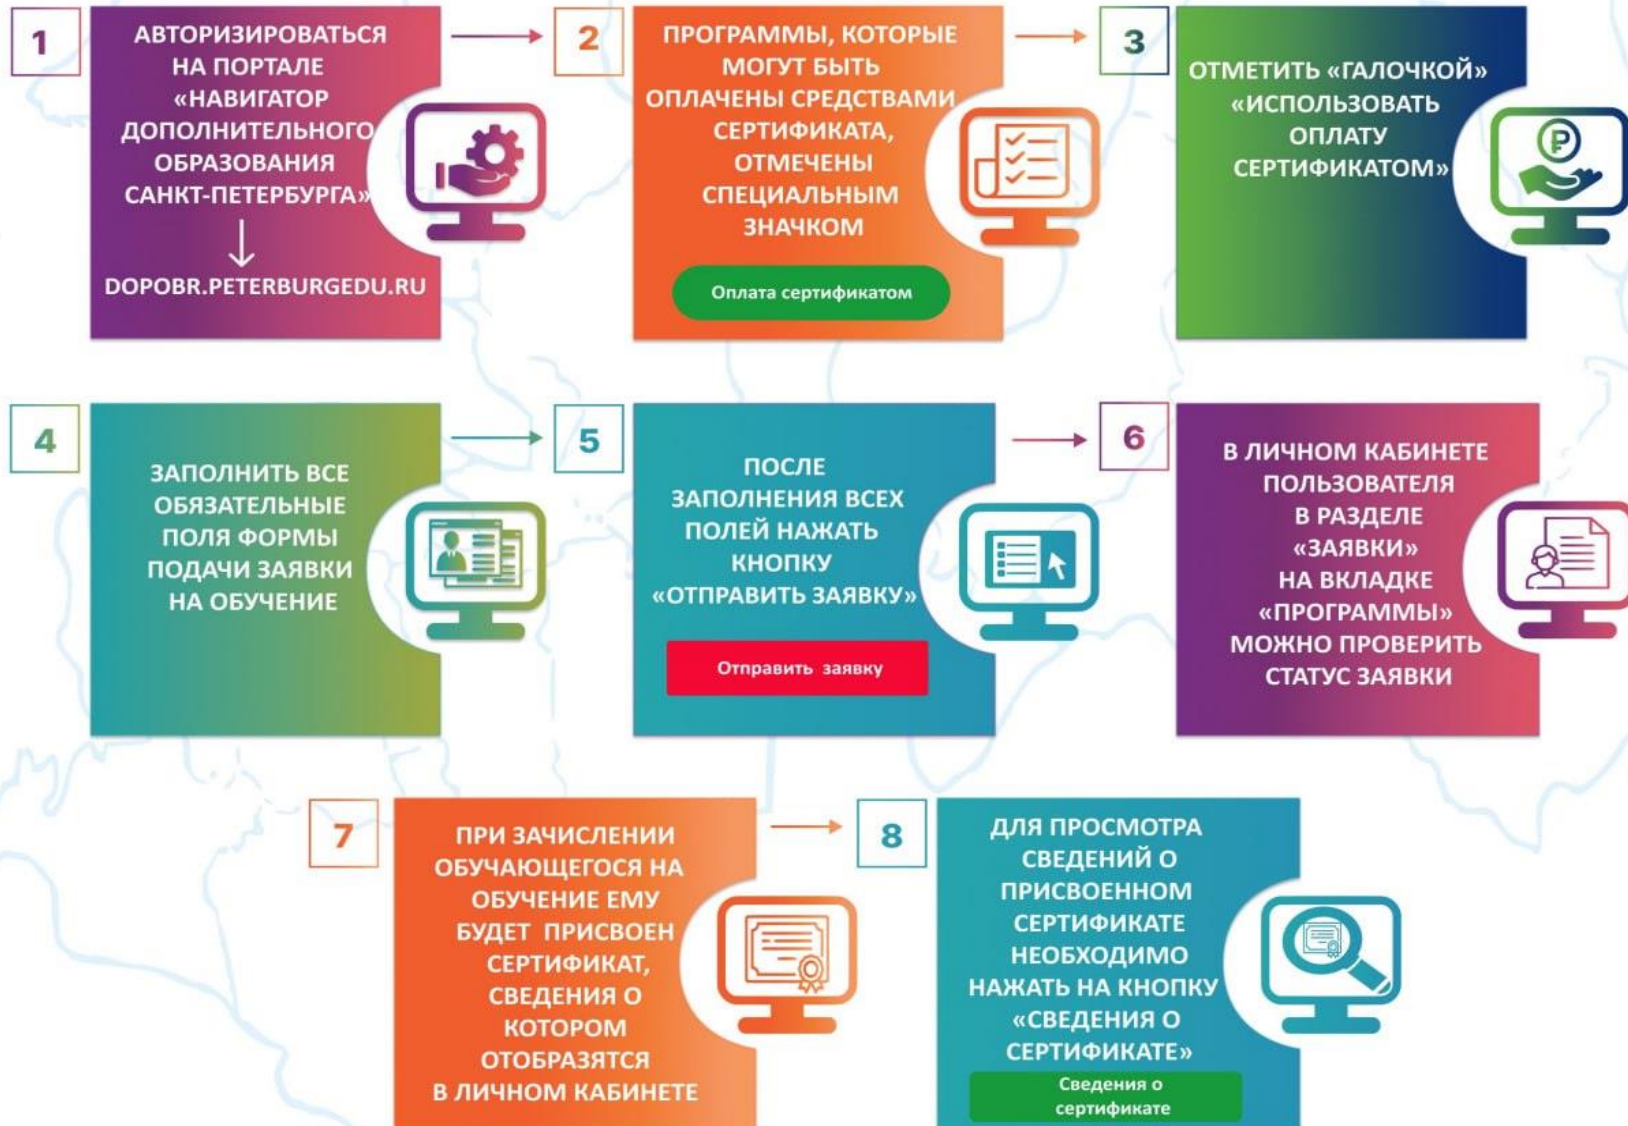 1
АВТОРИЗИРОВАТЬСЯ
НА ПОРТАЛЕ
«НАВИГАТОР
ДОПОЛНИТЕЛЬНОГО
ОБРАЗОВАНИЯ
САНКТ-ПЕТЕРБУРГА»
DOPOBR.PETERBURGEDU.RU
2
ПРОГРАММЫ, КОТОРЫЕ
МОГУТ БЫТЬ
ОПЛАЧЕНЫ СРЕДСТВАМИ
СЕРТИФИКАТА,
ОТМЕЧЕНЫ
СПЕЦИАЛЬНЫМ
ЗНАЧКОМ
Оплата сертификатом
3
ОТМЕТИТЬ «ГАЛОЧКОЙ»
«ИСПОЛЬЗОВАТЬ
ОПЛАТУ
СЕРТИФИКАТОМ»
4
ЗАПОЛНИТЬ ВСЕ
ОБЯЗАТЕЛЬНЫЕ
ПОЛЯ ФОРМЫ
ПОДАЧИ ЗАЯВКИ
НА ОБУЧЕНИЕ
5
ПОСЛЕ
ЗАПОЛНЕНИЯ ВСЕХ
ПОЛЕЙ НАЖАТЬ
КНОПКУ
«ОТПРАВИТЬ ЗАЯВКУ»
Отправить заявку
6
В ЛИЧНОМ КАБИНЕТЕ
ПОЛЬЗОВАТЕЛЯ
В РАЗДЕЛЕ
«ЗАЯВКИ»
НА ВКЛАДКЕ
«ПРОГРАММЫ»
МОЖНО ПРОВЕРИТЬ
СТАТУС ЗАЯВКИ
7
ПРИ ЗАЧИСЛЕНИИ
ОБУЧАЮЩЕГОСЯ НА
ОБУЧЕНИЕ ЕМУ
БУДЕТ ПРИСВОЕН
СЕРТИФИКАТ,
СВЕДЕНИЯ О
КОТОРОМ
ОТОБРАЗЯТСЯ
В ЛИЧНОМ КАБИНЕТЕ
8
ДЛЯ ПРОСМОТРА
СВЕДЕНИЙ О
ПРИСВОЕННОМ
СЕРТИФИКАТЕ
НЕОБХОДИМО
НАЖАТЬ НА КНОПКУ
«СВЕДЕНИЯ О
СЕРТИФИКАТЕ»
Сведения о
сертификате